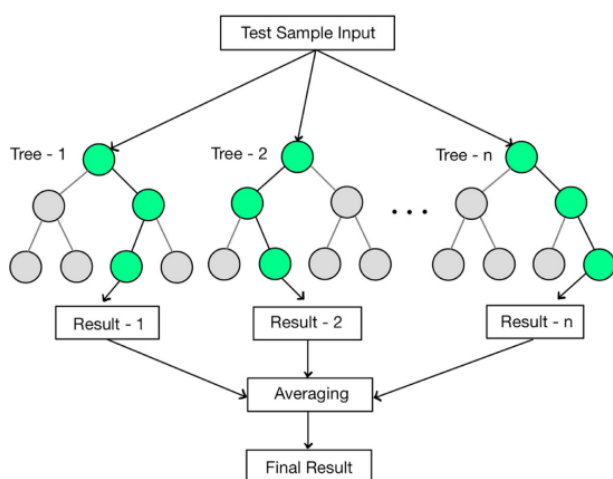 Test Sample Input
Tree - 1
Tree - 2
Tree - n
Result - 1
Result - 2
Result - n
Averaging
Final Result